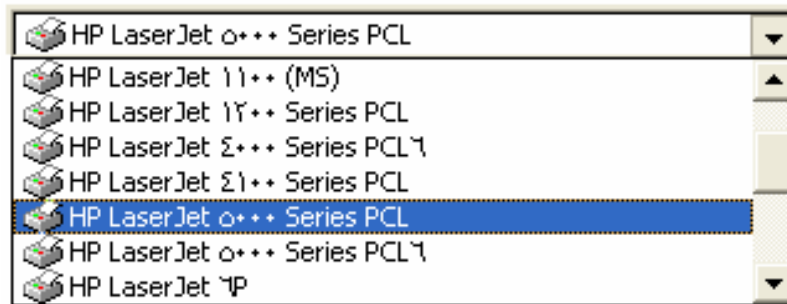 HP LaserJet ٥٠٠٠ Series PCL
HP LaserJet ١١٠٠ (MS)
HP LaserJet ١٢٠٠ Series PCL
HP LaserJet ٤٠٠٠ Series PCL٦
HP LaserJet ٤١٠٠ Series PCL
HP LaserJet ٥٠٠٠ Series PCL
HP LaserJet ٥٠٠٠ Series PCL٦
HP LaserJet ٦P